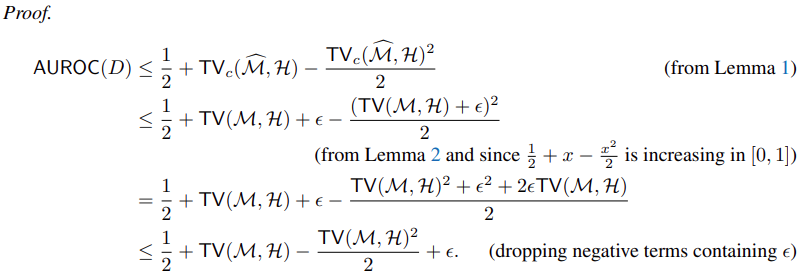 Proof.
AUROC(D) ≤ 1/2 + TV_c(M̂, H) − TV_c(M̂, H)²/2 (from Lemma 1)
≤ 1/2 + TV(M, H) + ϵ − (TV(M, H) + ϵ)²/2
(from Lemma 2 and since 1/2 + x − x²/2 is increasing in [0, 1])
= 1/2 + TV(M, H) + ϵ − TV(M, H)² + ϵ² + 2ϵTV(M, H)/2
≤ 1/2 + TV(M, H) − TV(M, H)²/2 + ϵ. (dropping negative terms containing ϵ)